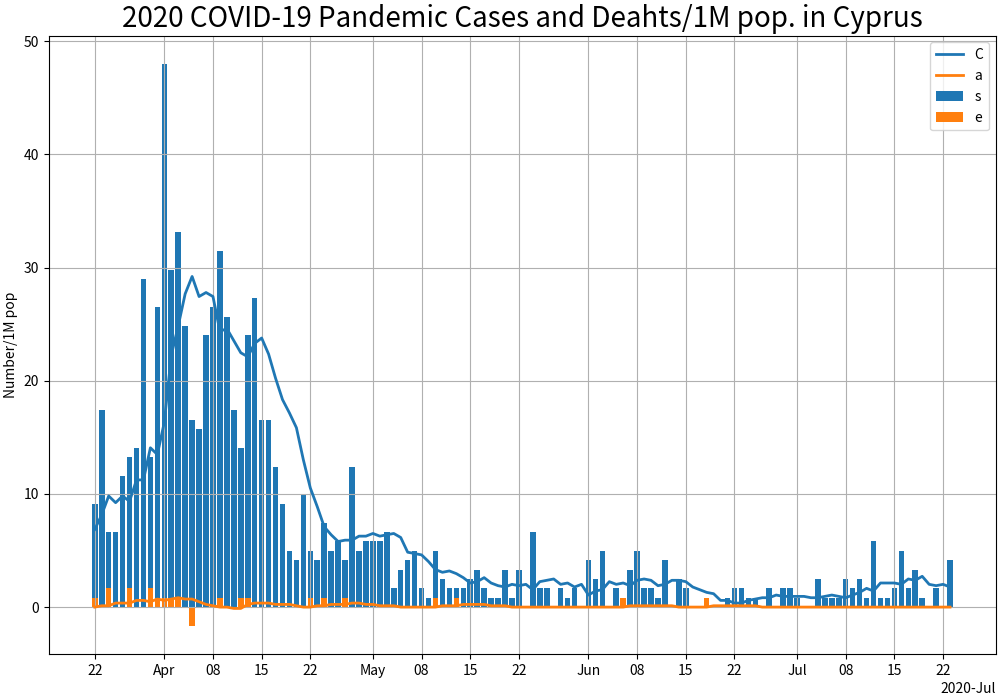 2020 COVID-19 Pandemic Cases and Deahts/1M pop. in Cyprus
50
40
30
20
10
0
Number/1M pop
C
a
s
e
22 Apr 08 15 22 May 08 15 22 Jun 08 15 22 Jul 08 15 22
2020-Jul